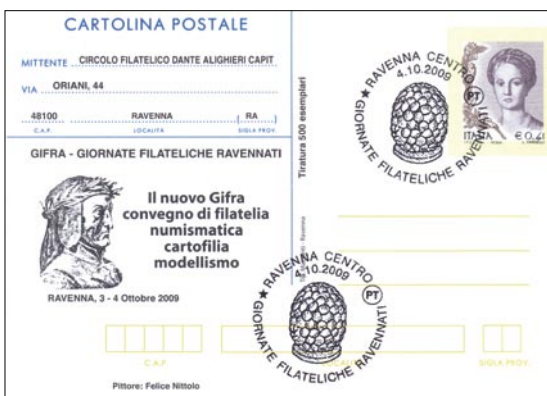 CARTOLINA POSTALE
MITTENTE CIRCOLO FILATELICO DANTE ALIGHIERI CAPIT
VIA ORIANI, 44
48100 RAVENNA RA
C.A.P. LOCALITÀ SIGLA PROV.
GIFRA - GIORNATE FILATELICHE RAVENNATI
Il nuovo Gifra
convegno di filatelia
numismatica
cartofilia
modellismo
RAVENNA, 3 - 4 Ottobre 2009
C.A.P.
Pittore: Felice Nittolo
Tiratura 500 esemplari
Ravenna
RAVENNA CENTRO
4.10.2009
PT
GIORNATE FILATELICHE RAVENNATI
ITALIA € 0,41
RAVENNA CENTRO
4.10.2009
PT
GIORNATE FILATELICHE RAVENNATI
SIGLA PROV.